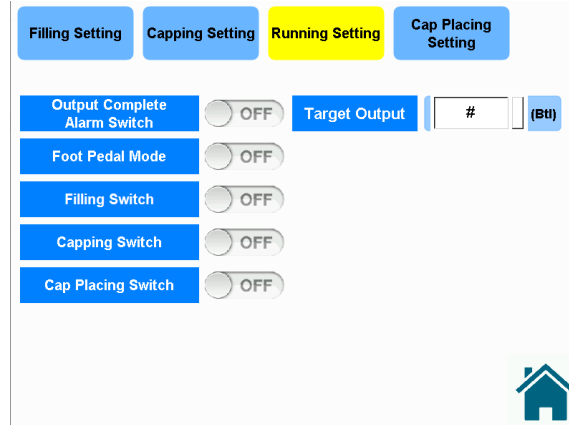 Filling Setting
Capping Setting
Running Setting
Cap Placing
Setting
Output Complete
Alarm Switch
OFF
Target Output
#
(Btl)
Foot Pedal Mode
OFF
Filling Switch
OFF
Capping Switch
OFF
Cap Placing Switch
OFF